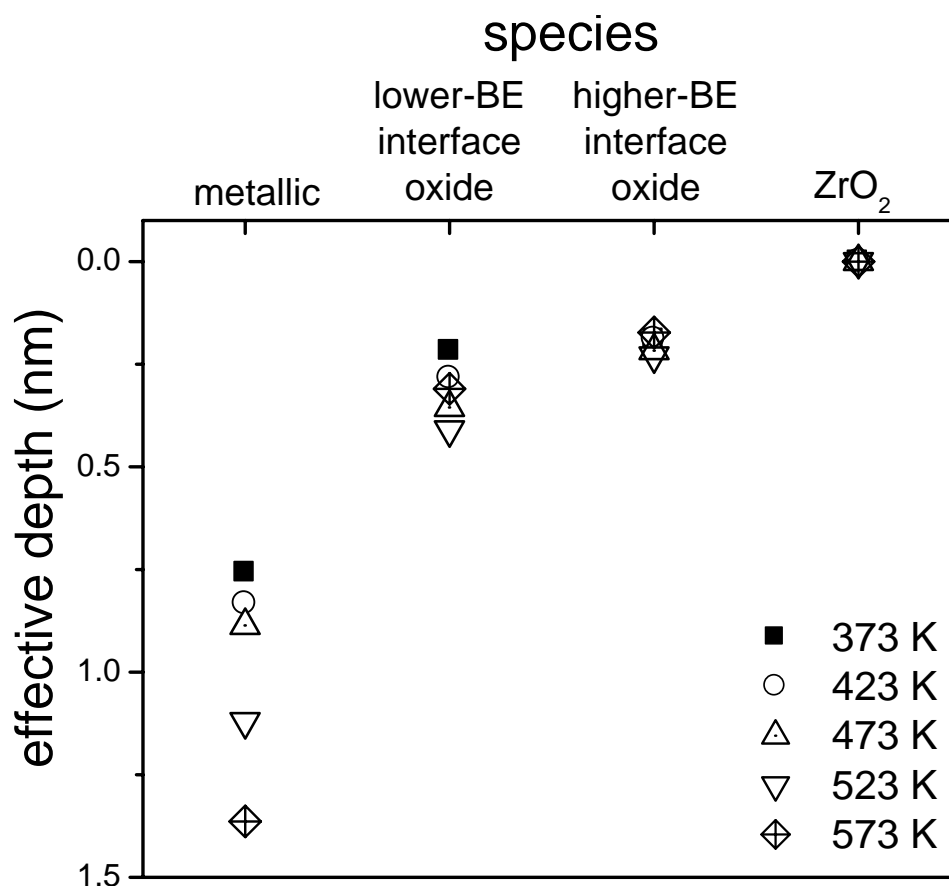 species
lower-BE
interface
oxide
higher-BE
interface
oxide
metallic
ZrO₂
0.0
0.5
1.0
1.5
effective depth (nm)
373 K
423 K
473 K
523 K
573 K